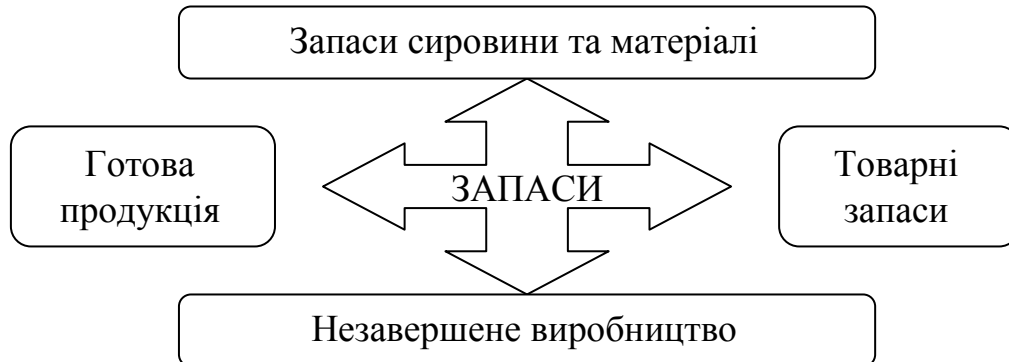 Запаси сировини та матеріалі
Готова
продукція
ЗАПАСИ
Товарні
запаси
Незавершене виробництво